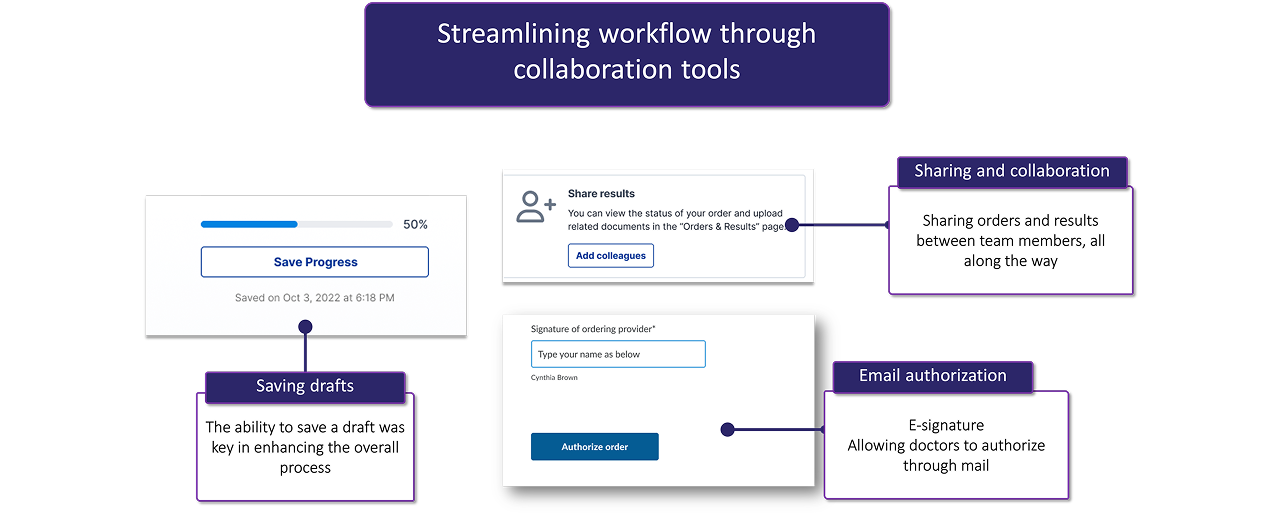 Streamlining workflow through
collaboration tools
50%
Save Progress
Saved on Oct 3, 2022 at 6:18 PM
Saving drafts
The ability to save a draft was
key in enhancing the overall
process
Share results
You can view the status of your order and upload
related documents in the "Orders & Results" page.
Add colleagues
Sharing and collaboration
Sharing orders and results
between team members, all
along the way
Signature of ordering provider*
Type your name as below
Cynthia Brown
Authorize order
Email authorization
E-signature
Allowing doctors to authorize
through mail